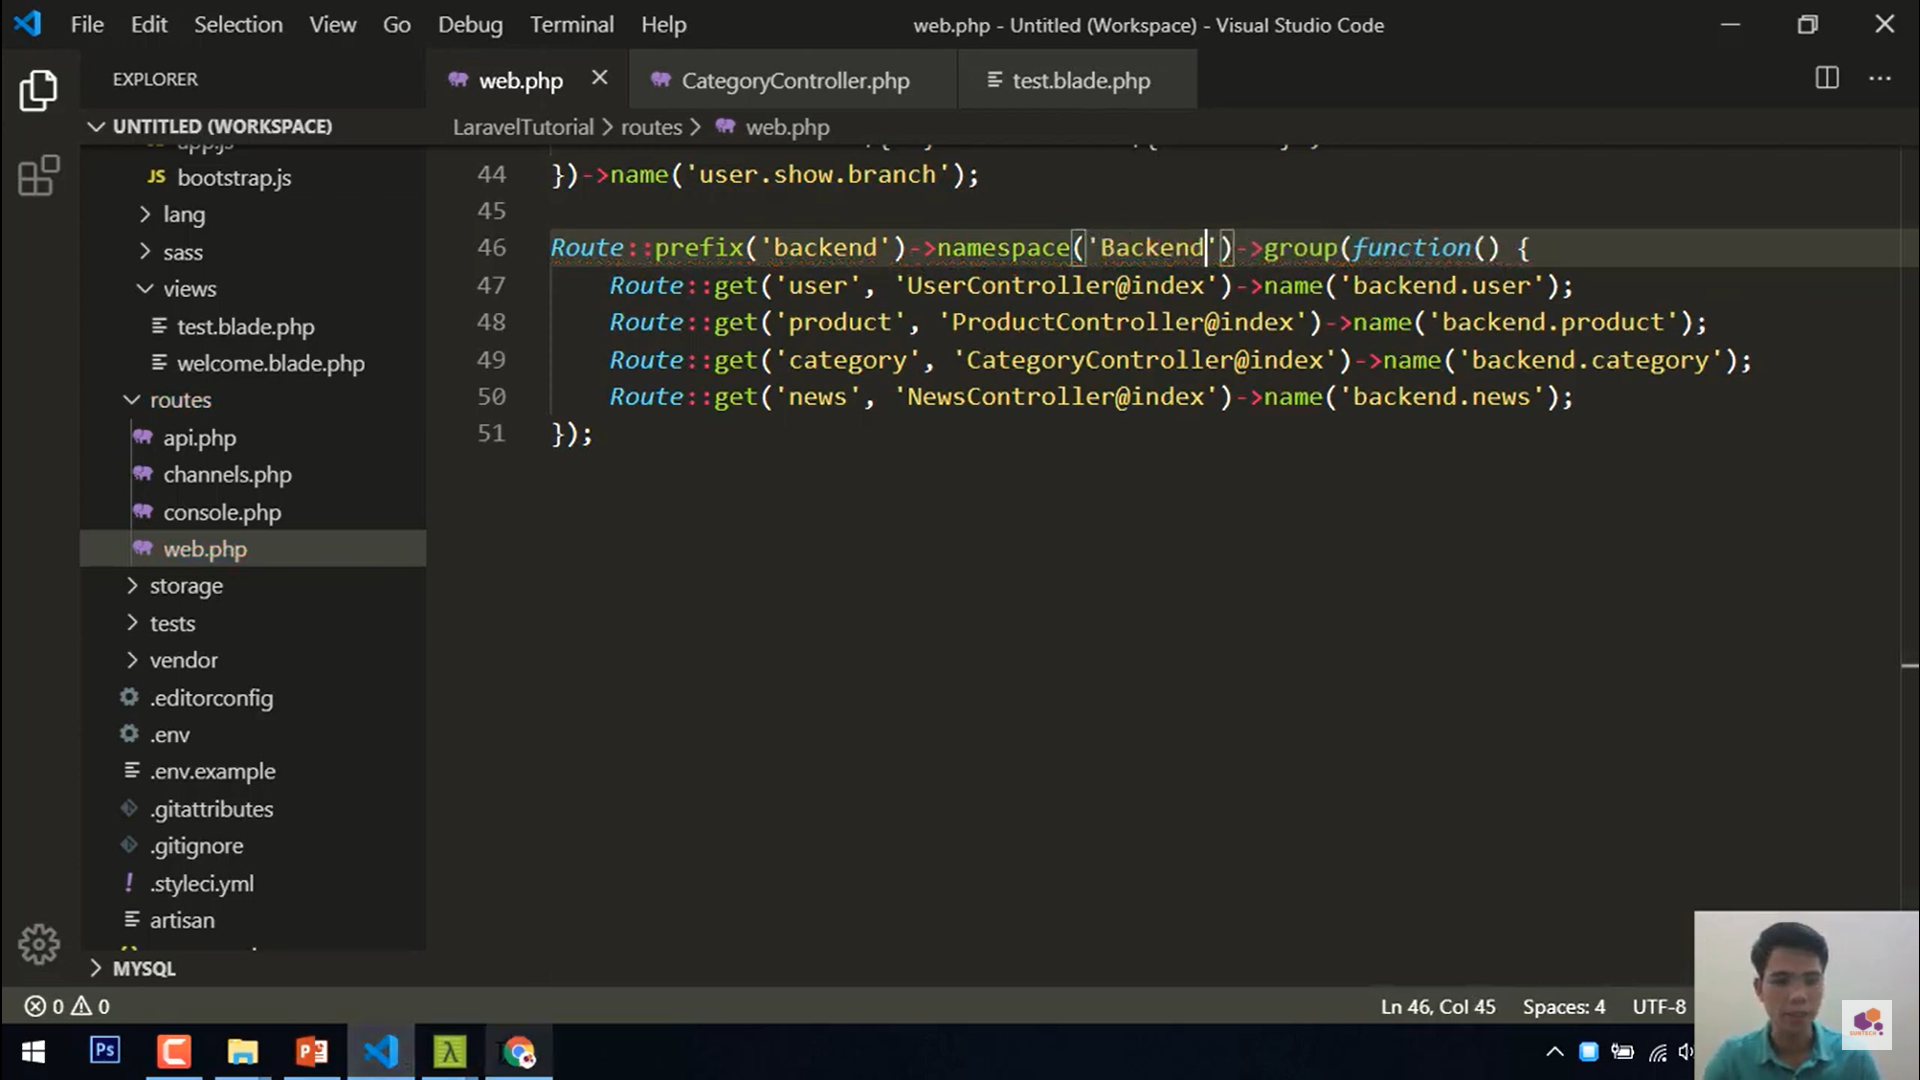 File Edit Selection View Go Debug Terminal Help
web.php - Untitled (Workspace) - Visual Studio Code
EXPLORER
web.php
CategoryController.php
test.blade.php
UNTITLED (WORKSPACE)
LaravelTutorial > routes > web.php
app.js
JS bootstrap.js
lang
sass
views
test.blade.php
welcome.blade.php
routes
api.php
channels.php
console.php
web.php
storage
tests
vendor
.editorconfig
.env
.env.example
.gitattributes
.gitignore
! .styleci.yml
artisan
MYSQL
44 })->name('user.show.branch');
45
46 Route::prefix('backend')->namespace('Backend')->group(function() {
47 Route::get('user', 'UserController@index')->name('backend.user');
48 Route::get('product', 'ProductController@index')->name('backend.product');
49 Route::get('category', 'CategoryController@index')->name('backend.category');
50 Route::get('news', 'NewsController@index')->name('backend.news');
51 });
0 0
Ln 46, Col 45 Spaces: 4 UTF-8
Ps
SUNTECH